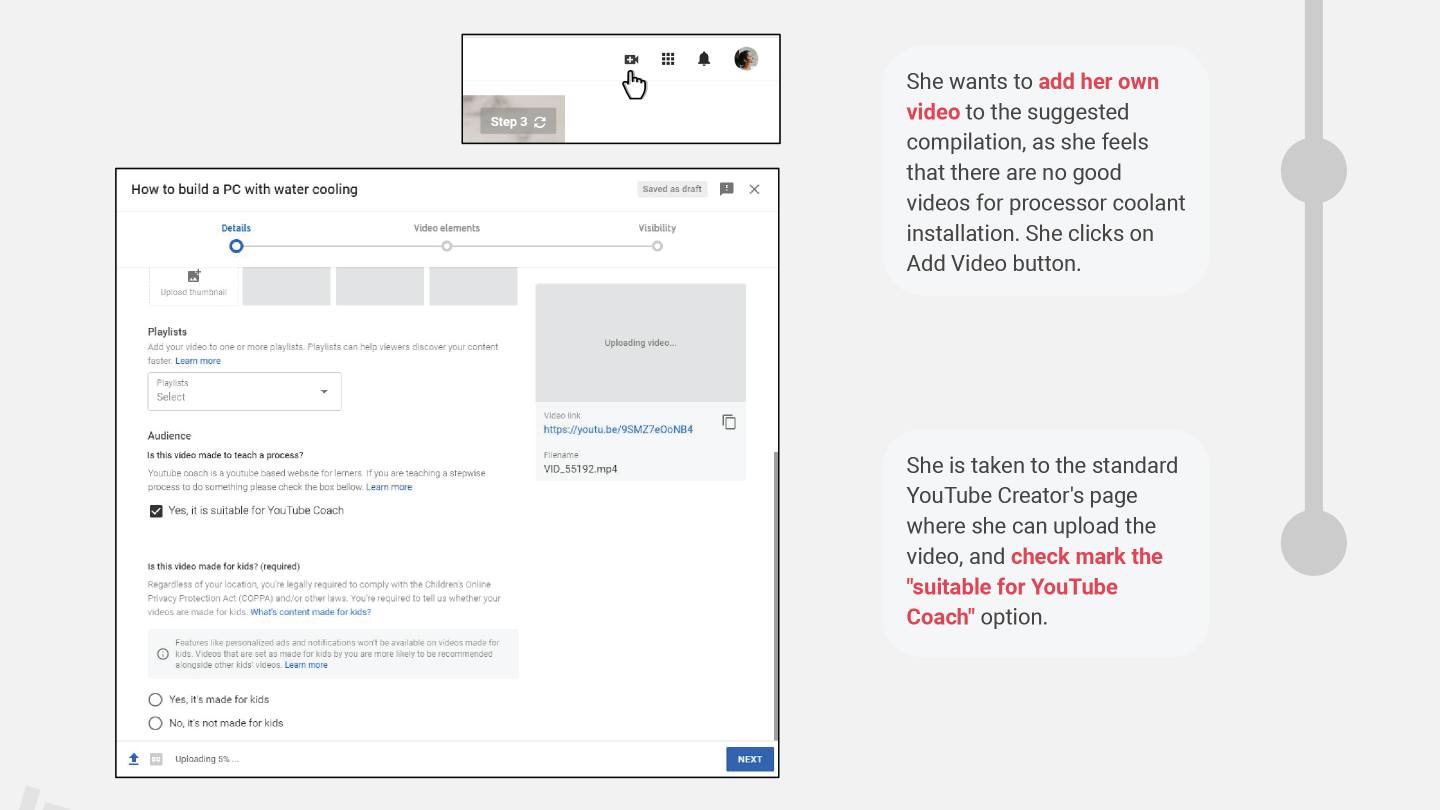 Step 3
How to build a PC with water cooling
Saved as draft
Details
Video elements
Visibility
Upload thumbnail
Playlists
Add your video to one or more playlists. Playlists can help viewers discover your content
faster. Learn more
Playlists
Select
Audience
Is this video made to teach a process?
Youtube coach is a youtube based website for lerners. If you are teaching a stepwise
process to do something please check the box bellow. Learn more
Yes, it is suitable for YouTube Coach
Is this video made for kids? (required)
Regardless of your location, you're legally required to comply with the Children's Online
Privacy Protection Act (COPPA) and/or other laws. You're required to tell us whether your
videos are made for kids. What's content made for kids?
Features like personalized ads and notifications won't be available on videos made for
kids. Videos that are set as made for kids by you are more likely to be recommended
alongside other kids' videos. Learn more
Yes, it's made for kids
No, it's not made for kids
Uploading video...
Video link
https://youtu.be/9SMZ7eOoNB4
Filename
VID_55192.mp4
Uploading 5% ...
NEXT
She wants to add her own
video to the suggested
compilation, as she feels
that there are no good
videos for processor coolant
installation. She clicks on
Add Video button.
She is taken to the standard
YouTube Creator's page
where she can upload the
video, and check mark the
"suitable for YouTube
Coach" option.